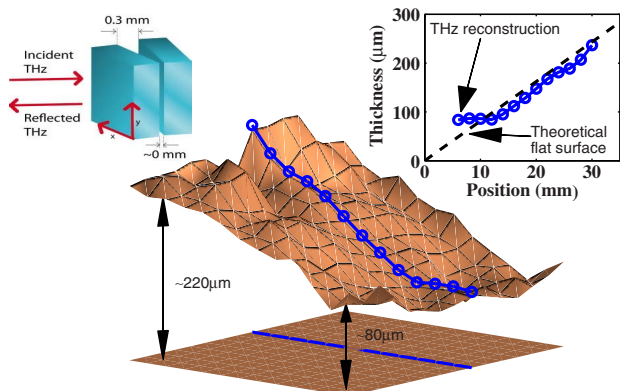 0.3 mm
Incident
THz
Reflected
THz
x
y
~0 mm
300
200
100
0
0
10
20
30
Thickness (μm)
Position (mm)
THz reconstruction
Theoretical
flat surface
~220μm
~80μm